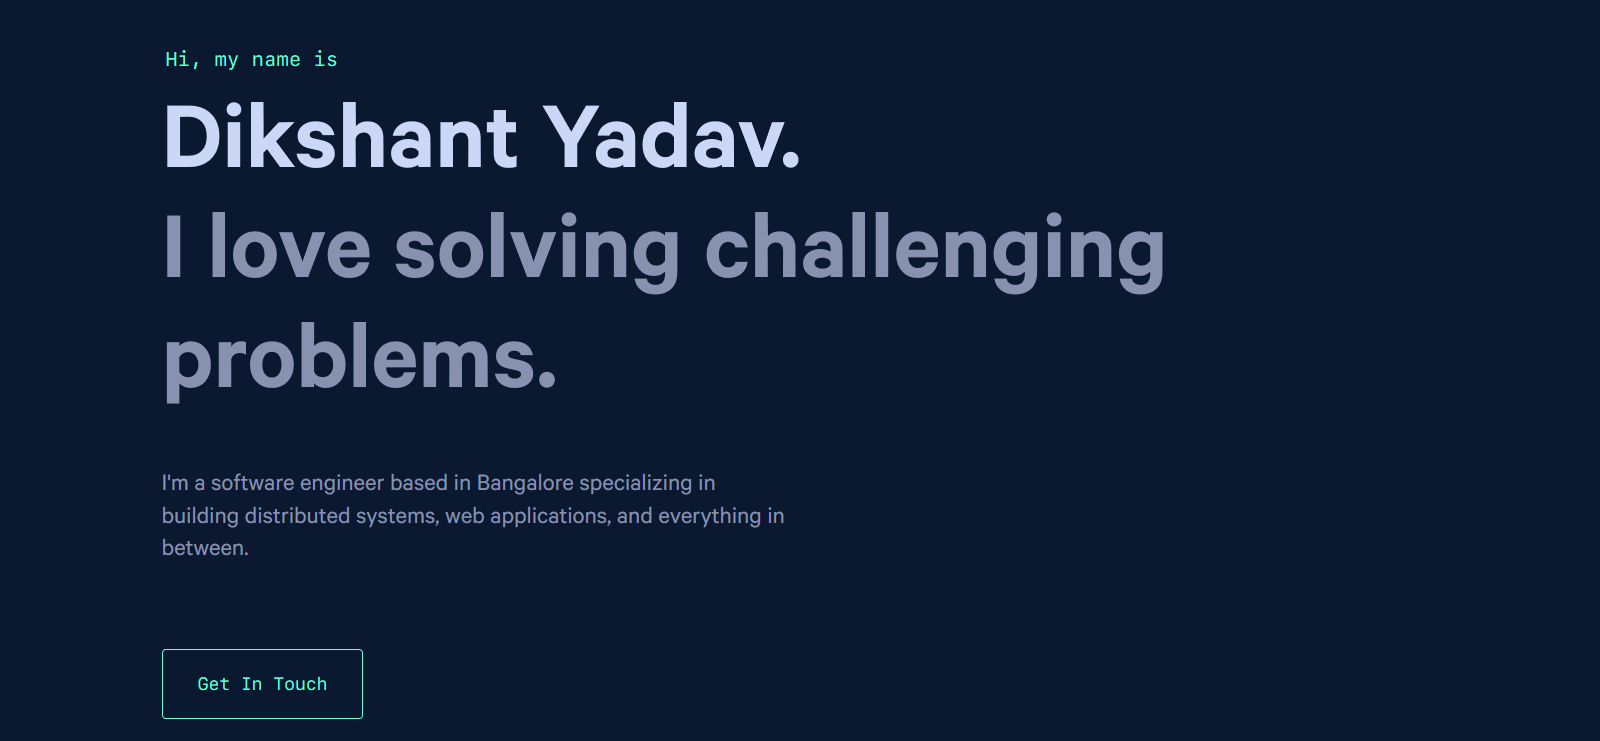 Hi, my name is
Dikshant Yadav.
I love solving challenging
problems.
I'm a software engineer based in Bangalore specializing in
building distributed systems, web applications, and everything in
between.
Get In Touch